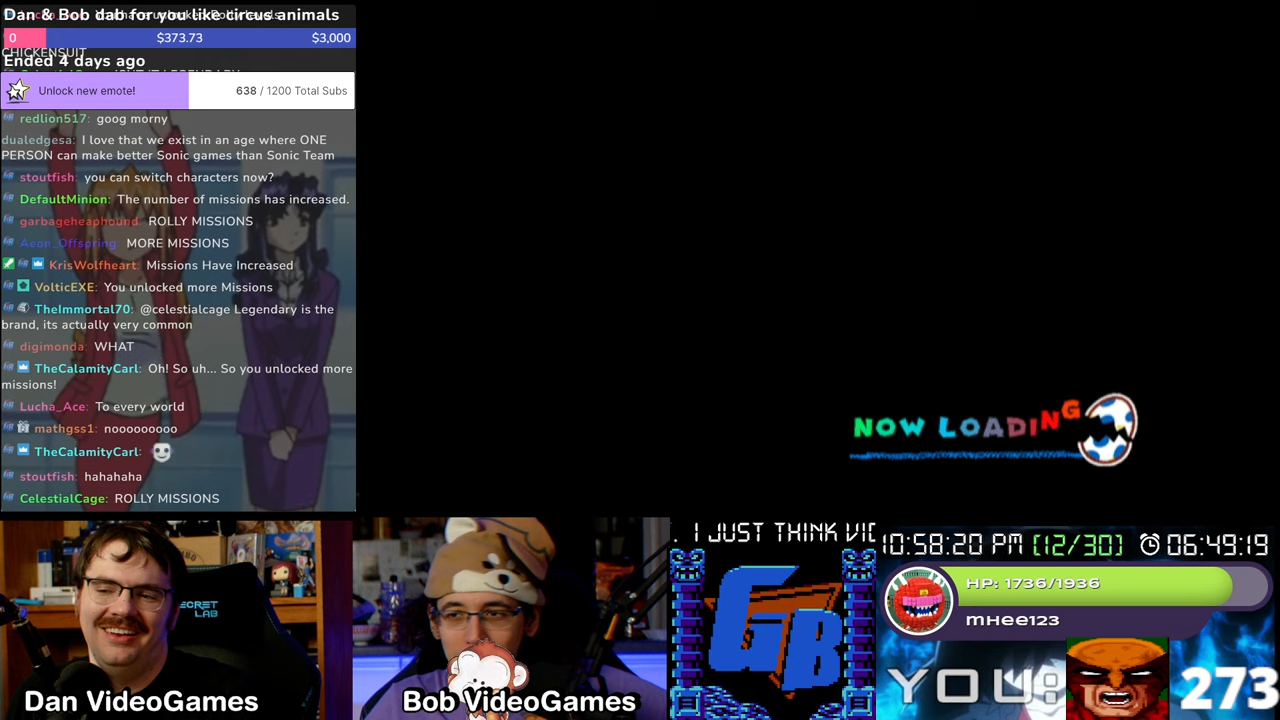 Dan & Bob dab for you like circus animals
0 $373.73 $3,000
CHICKENSUIT
Ended 4 days ago
Unlock new emote! 638 / 1200 Total Subs
redlion517: goog morny
dualedgesa: I love that we exist in an age where ONE
PERSON can make better Sonic games than Sonic Team
stoutfish: you can switch characters now?
DefaultMinion: The number of missions has increased.
garbageheaphound: ROLLY MISSIONS
Aeon_Offspring: MORE MISSIONS
KrisWolfheart: Missions Have Increased
VolticEXE: You unlocked more Missions
TheImmortal70: @celestialcage Legendary is the
brand, its actually very common
digimonda: WHAT
TheCalamityCarl: Oh! So uh... So you unlocked more
missions!
Lucha_Ace: To every world
mathgss1: nooooooooo
TheCalamityCarl:
stoutfish: hahahaha
CelestialCage: ROLLY MISSIONS
NOW LOADING
SECRET
LAB
Dan VideoGames
Bob VideoGames
. I JUST THINK VID
GB
10:58:20 PM [12/30] 06:49:19
HP: 1736/1936
mHee123
YOU: 273